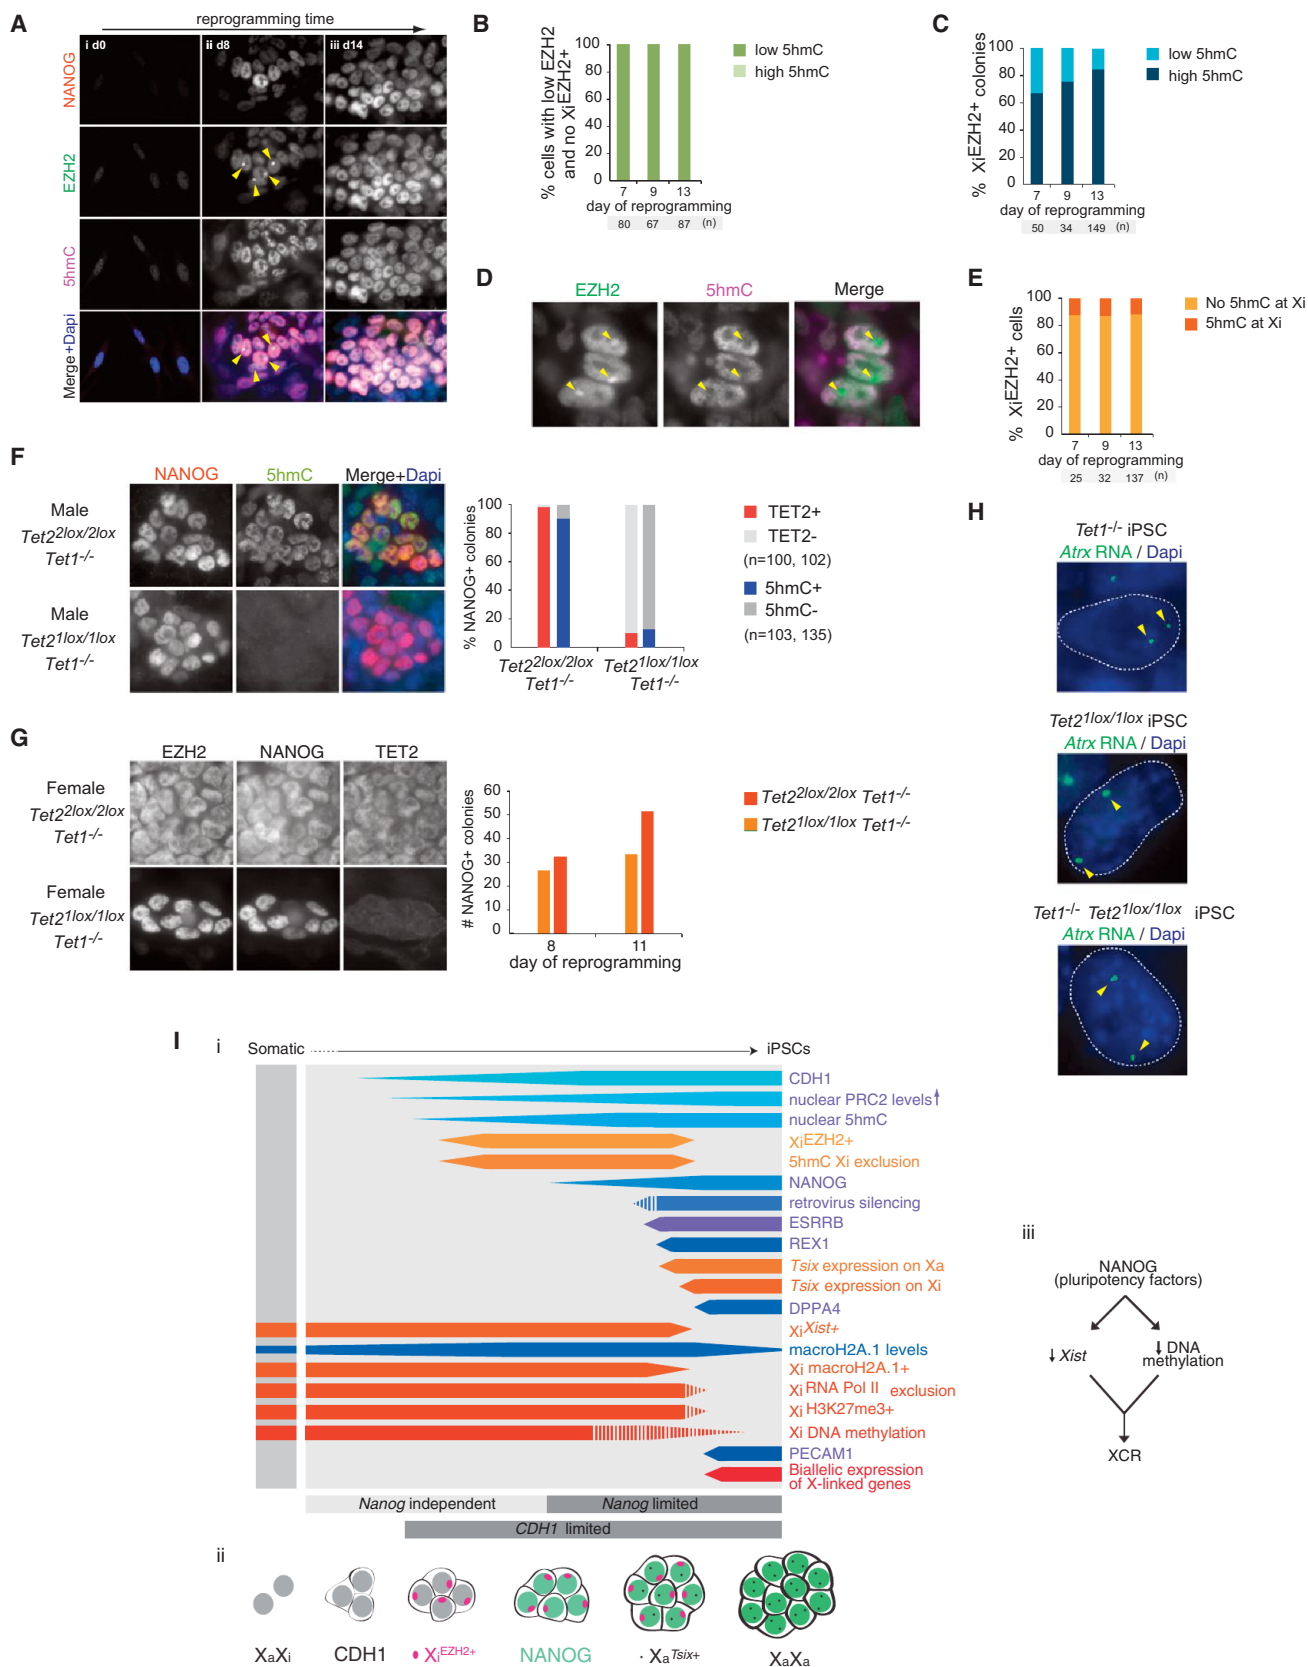 A
reprogramming time
i d0
ii d8
iii d14
NANOG
EZH2
5hmC
Merge+Dapi
B
% cells with low EZH2
and no XiEZH2+
100
80
60
40
20
0
7 9 13
day of reprogramming
80 67 87 (n)
low 5hmC
high 5hmC
C
% XiEZH2+ colonies
100
80
60
40
20
0
7 9 13
day of reprogramming
50 34 149 (n)
low 5hmC
high 5hmC
D
EZH2 5hmC Merge
E
% XiEZH2+ cells
100
80
60
40
20
0
7 9 13
day of reprogramming
25 32 137 (n)
No 5hmC at Xi
5hmC at Xi
F
NANOG 5hmC Merge+Dapi
Male
Tet2 2lox/2lox
Tet1-/-
Male
Tet2 1lox/1lox
Tet1-/-
% NANOG+ colonies
100
80
60
40
20
0
Tet2 2lox/2lox
Tet1-/-
Tet2 1lox/1lox
Tet1-/-
TET2+
TET2-
(n=100, 102)
5hmC+
5hmC-
(n=103, 135)
G
EZH2 NANOG TET2
Female
Tet2 2lox/2lox
Tet1-/-
Female
Tet2 1lox/1lox
Tet1-/-
# NANOG+ colonies
60
50
40
30
20
10
0
8 11
day of reprogramming
Tet2 2lox/2lox Tet1-/-
Tet2 1lox/1lox Tet1-/-
H
Tet1-/- iPSC
Atrx RNA / Dapi
Tet2 1lox/1lox iPSC
Atrx RNA / Dapi
Tet1-/- Tet2 1lox/1lox iPSC
Atrx RNA / Dapi
I
i
Somatic
iPSCs
CDH1
nuclear PRC2 levels↑
nuclear 5hmC
XiEZH2+
5hmC Xi exclusion
NANOG
retrovirus silencing
ESRRB
REX1
Tsix expression on Xa
Tsix expression on Xi
DPPA4
XiXist+
macroH2A.1 levels
Xi macroH2A.1+
Xi RNA Pol II exclusion
Xi H3K27me3+
Xi DNA methylation
PECAM1
Biallelic expression
of X-linked genes
Nanog independent
Nanog limited
CDH1 limited
ii
XaXi
CDH1
XiEZH2+
NANOG
· XaTsix+
XaXa
iii
NANOG
(pluripotency factors)
↓ Xist
↓ DNA
methylation
XCR